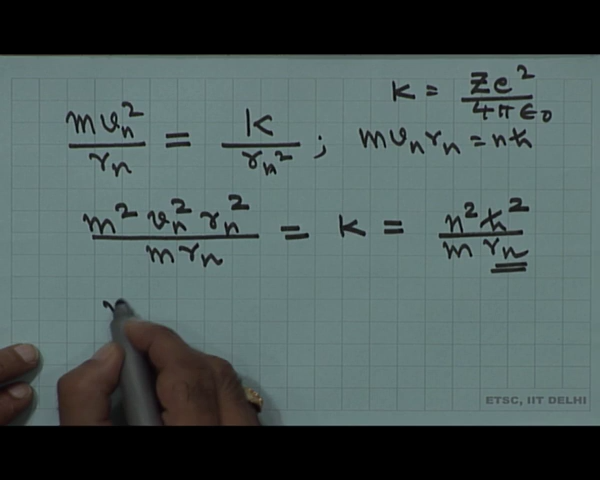 K = Ze²/4πε₀
mvₙ²/rₙ = K/rₙ² ; mvₙrₙ = nħ
m²vₙ²rₙ²/mrₙ = K = n²ħ²/mrₙ
ETSC, IIT DELHI